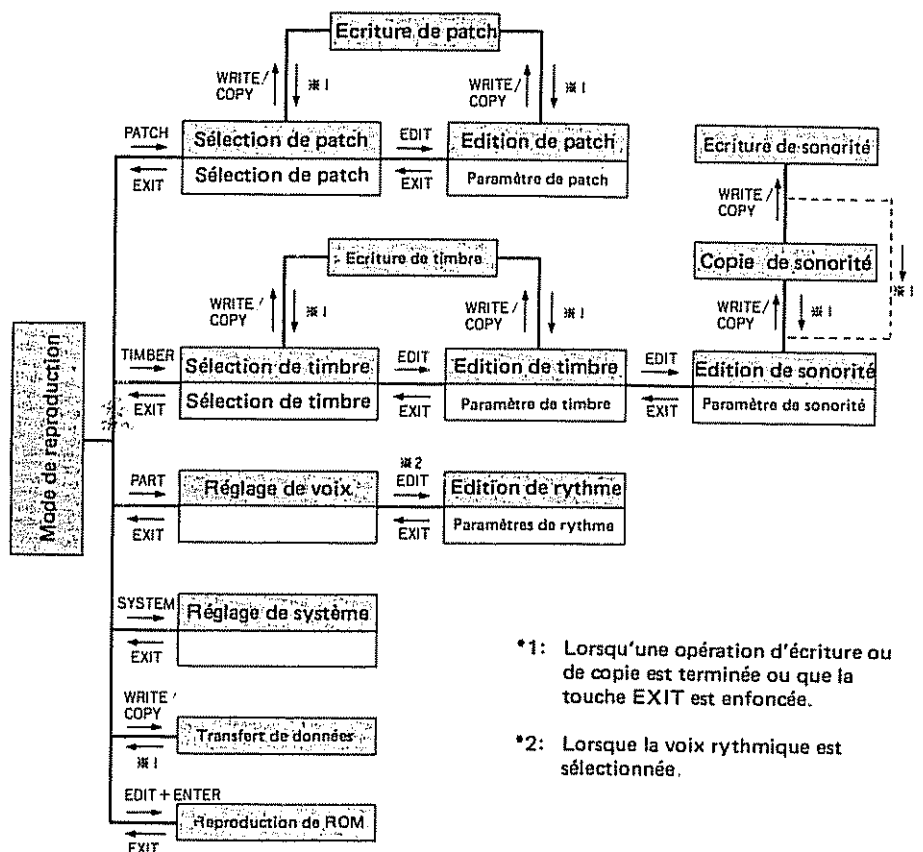 Ecriture de patch
WRITE/
COPY
※1
WRITE/
COPY
※1
PATCH
EXIT
Sélection de patch
Sélection de patch
EDIT
EXIT
Edition de patch
Paramètre de patch
Ecriture de sonorité
WRITE/
COPY
Copie de sonorité
※1
WRITE/
COPY
※1
Ecriture de timbre
WRITE/
COPY
※1
WRITE/
COPY
※1
Mode de reproduction
TIMBER
EXIT
Sélection de timbre
Sélection de timbre
EDIT
EXIT
Edition de timbre
Paramètre de timbre
EDIT
EXIT
Edition de sonorité
Paramètre de sonorité
PART
EXIT
Réglage de voix
※2
EDIT
EXIT
Edition de rythme
Paramètres de rythme
SYSTEM
EXIT
Réglage de système
WRITE/
COPY
※1
Transfert de données
EDIT+ENTER
EXIT
Reproduction de ROM
*1: Lorsqu'une opération d'écriture ou
de copie est terminée ou que la
touche EXIT est enfoncée.
*2: Lorsque la voix rythmique est
sélectionnée.